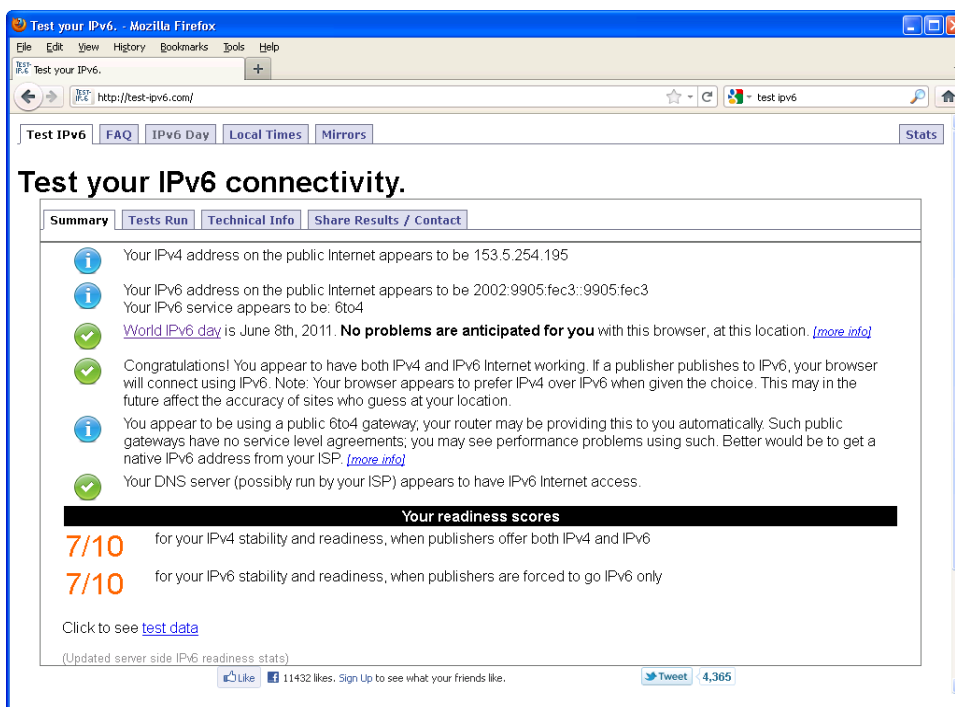 Test your IPv6. - Mozilla Firefox
File Edit View History Bookmarks Tools Help
TEST-IPv6 Test your IPv6. +
TEST-IPv6 http://test-ipv6.com/ test ipv6
Test IPv6 FAQ IPv6 Day Local Times Mirrors Stats
Test your IPv6 connectivity.
Summary Tests Run Technical Info Share Results / Contact
Your IPv4 address on the public Internet appears to be 153.5.254.195
Your IPv6 address on the public Internet appears to be 2002:9905:fec3::9905:fec3
Your IPv6 service appears to be: 6to4
World IPv6 day is June 8th, 2011. No problems are anticipated for you with this browser, at this location. [more info]
Congratulations! You appear to have both IPv4 and IPv6 Internet working. If a publisher publishes to IPv6, your browser
will connect using IPv6. Note: Your browser appears to prefer IPv4 over IPv6 when given the choice. This may in the
future affect the accuracy of sites who guess at your location.
You appear to be using a public 6to4 gateway; your router may be providing this to you automatically. Such public
gateways have no service level agreements; you may see performance problems using such. Better would be to get a
native IPv6 address from your ISP. [more info]
Your DNS server (possibly run by your ISP) appears to have IPv6 Internet access.
Your readiness scores
7/10 for your IPv4 stability and readiness, when publishers offer both IPv4 and IPv6
7/10 for your IPv6 stability and readiness, when publishers are forced to go IPv6 only
Click to see test data
(Updated server side IPv6 readiness stats)
Like 11432 likes. Sign Up to see what your friends like. Tweet 4,365